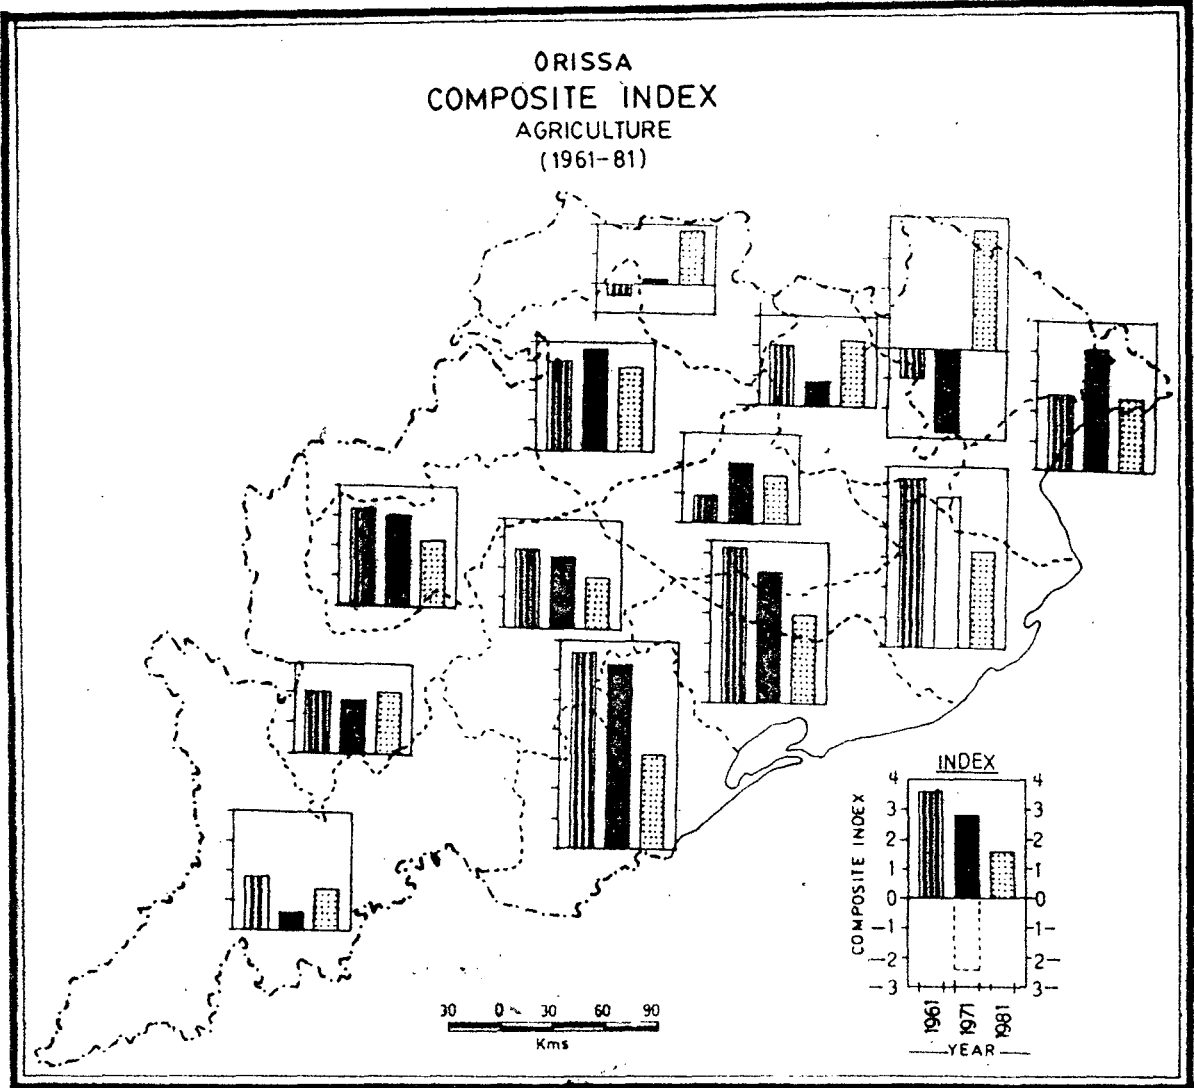 ORISSA
COMPOSITE INDEX
AGRICULTURE
(1961-81)
INDEX
COMPOSITE INDEX
4 4
3 3
2 2
1 1
0 0
-1 1-
-2 2-
-3 3-
1961 1971 1981
YEAR
30 0 30 60 90
Kms